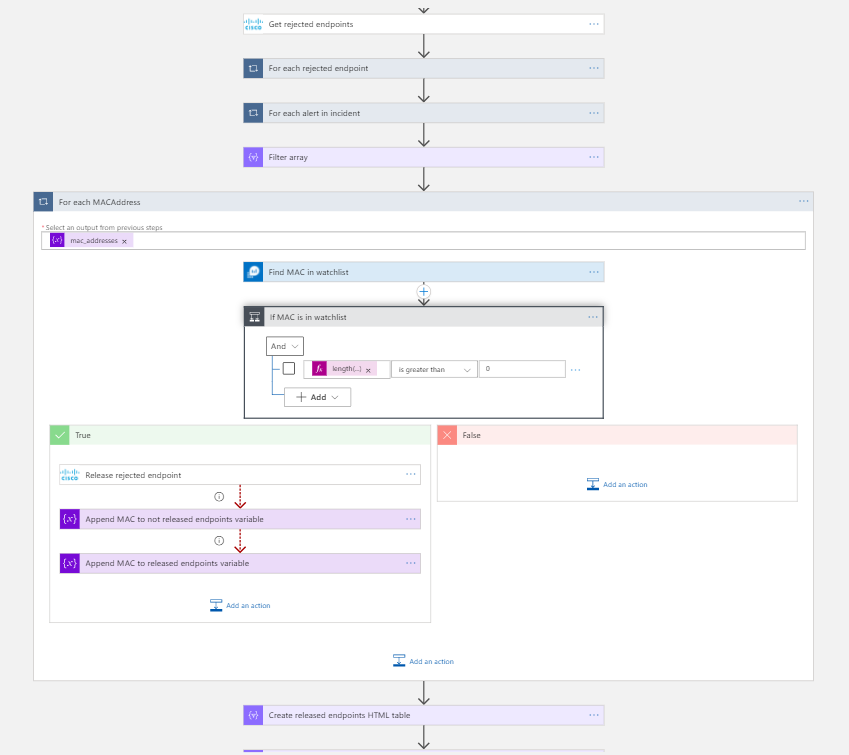 CISCO Get rejected endpoints
For each rejected endpoint
For each alert in incident
Filter array
For each MACAddress
* Select an output from previous steps
{x} mac_addresses x
Find MAC in watchlist
If MAC is in watchlist
And
fx length(...) x is greater than 0
Add
True
False
CISCO Release rejected endpoint
Add an action
{x} Append MAC to not released endpoints variable
{x} Append MAC to released endpoints variable
Add an action
Add an action
Create released endpoints HTML table